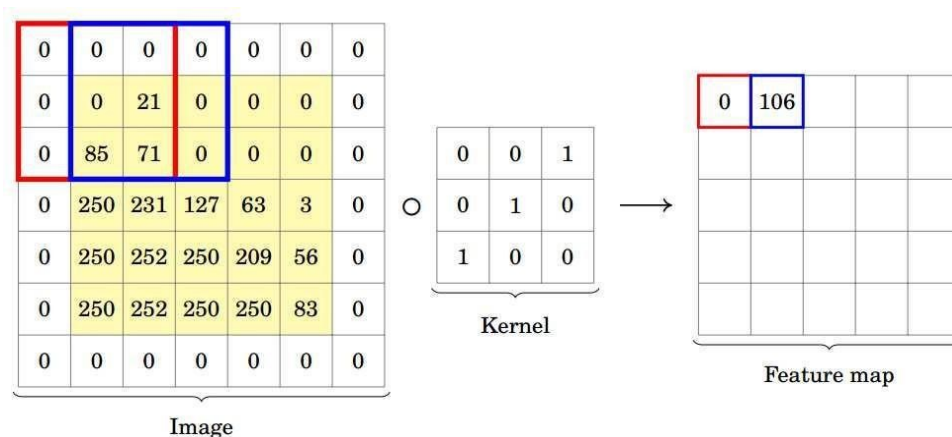 0 0 0 0 0 0 0
0 0 21 0 0 0 0
0 85 71 0 0 0 0
0 250 231 127 63 3 0
0 250 252 250 209 56 0
0 250 252 250 250 83 0
0 0 0 0 0 0 0
Image
0 0 1
0 1 0
1 0 0
Kernel
0 106
Feature map